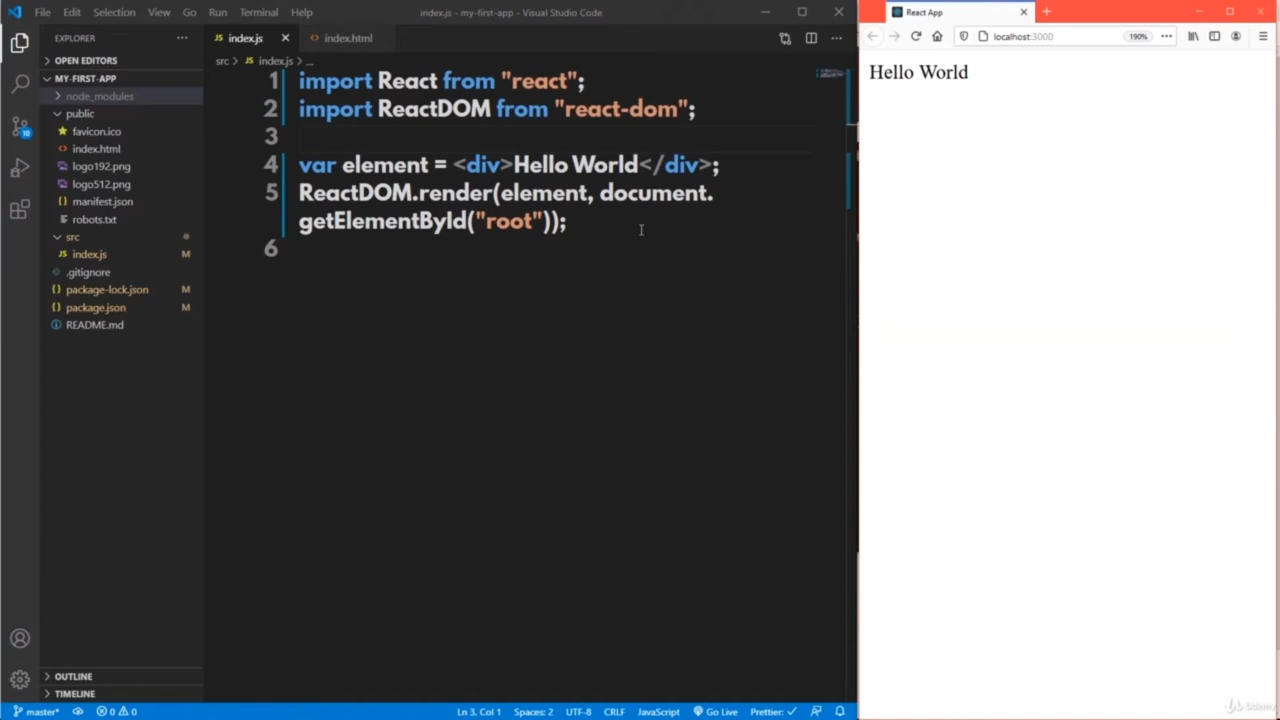 File Edit Selection View Go Run Terminal Help
index.js - my-first-app - Visual Studio Code
EXPLORER
OPEN EDITORS
MY-FIRST-APP
node_modules
public
favicon.ico
index.html
logo192.png
logo512.png
manifest.json
robots.txt
src
index.js M
.gitignore
package-lock.json M
package.json M
README.md
OUTLINE
TIMELINE
10
index.js
index.html
src > index.js > ...
1 import React from "react";
2 import ReactDOM from "react-dom";
3
4 var element = <div>Hello World</div>;
5 ReactDOM.render(element, document.
getElementById("root"));
6
master* 0 0 Ln 3, Col 1 Spaces: 2 UTF-8 CRLF JavaScript Go Live Prettier: ✓
React App
localhost:3000 190%
Hello World
Udemy